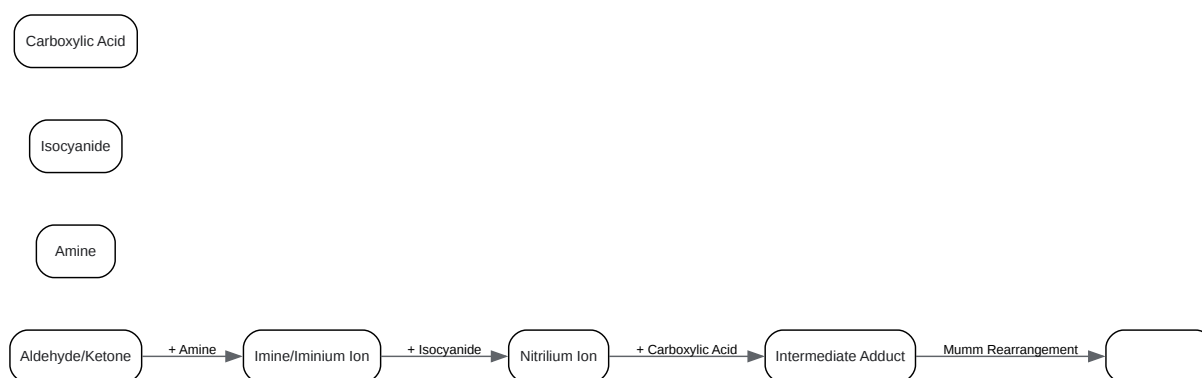 Carboxylic Acid
Isocyanide
Amine
Aldehyde/Ketone
+ Amine
Imine/Iminium Ion
+ Isocyanide
Nitrilium Ion
+ Carboxylic Acid
Intermediate Adduct
Mumm Rearrangement